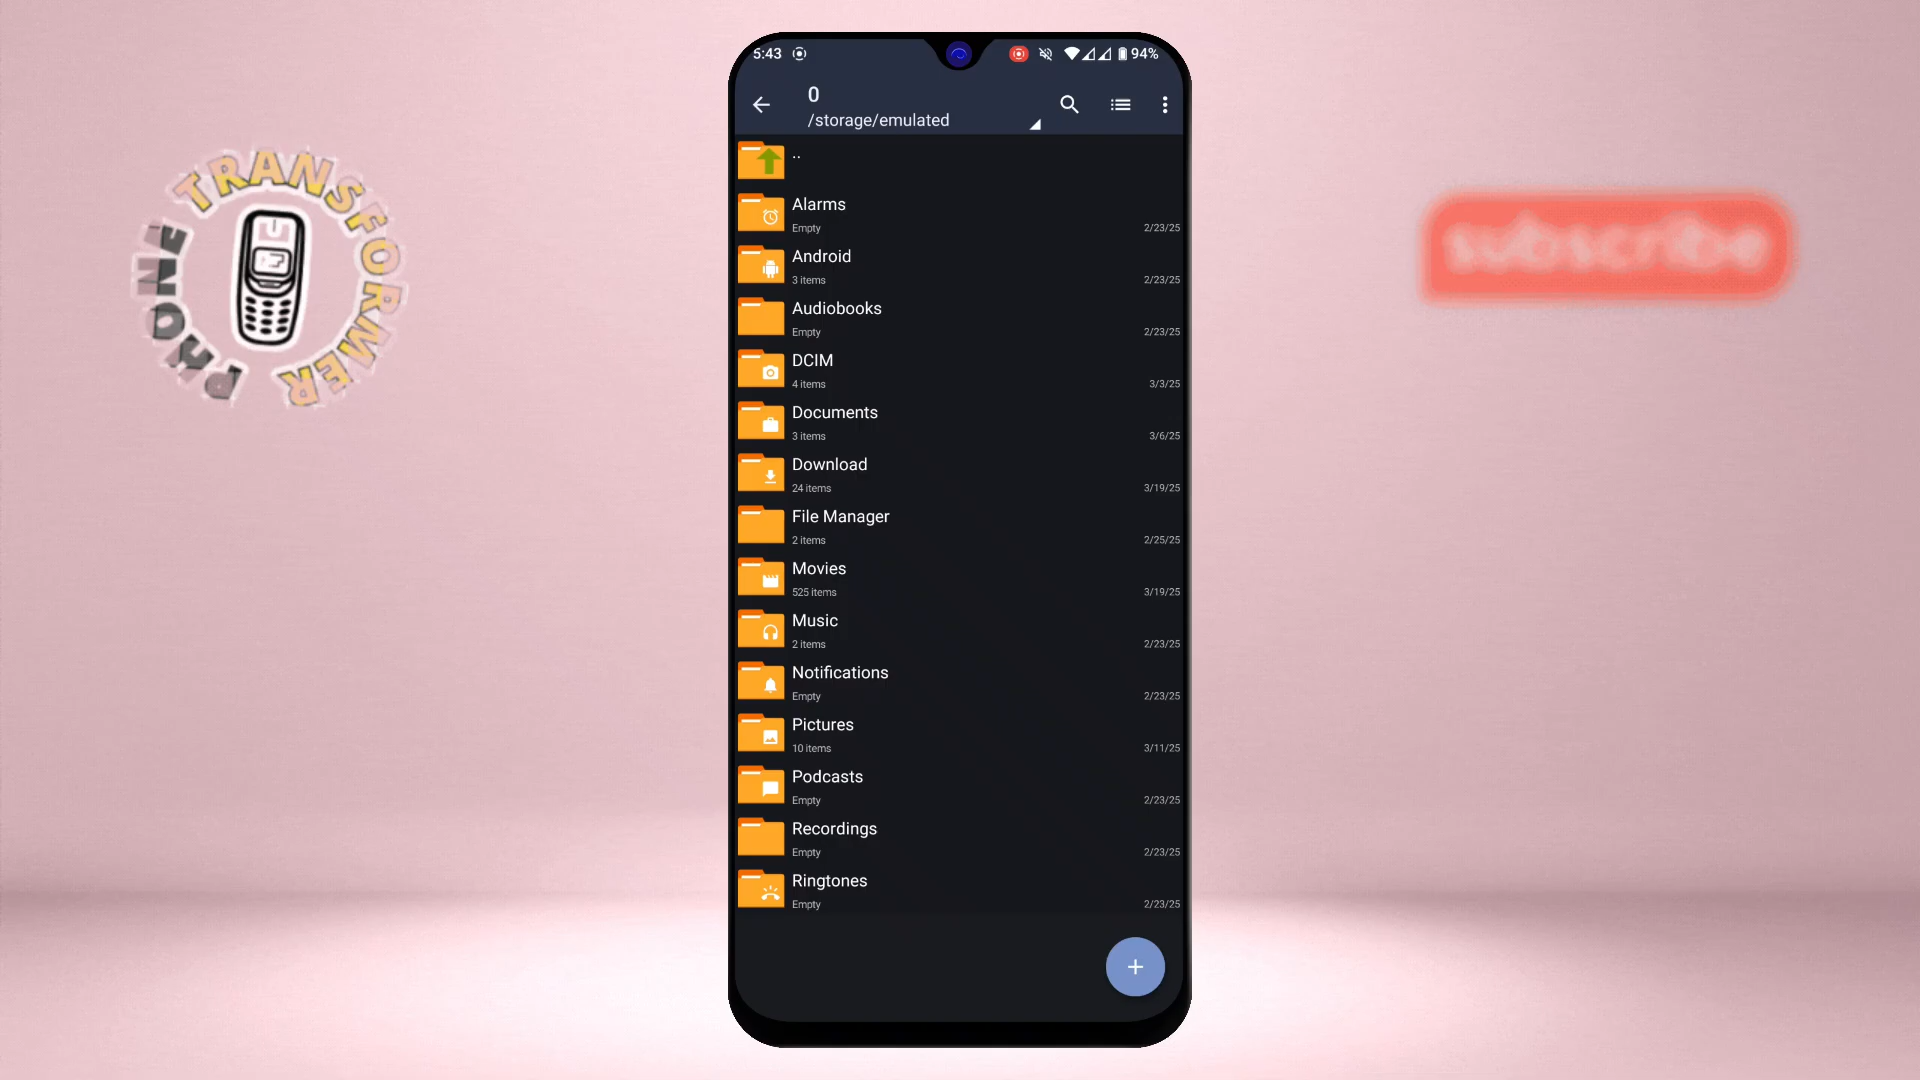 PHONE TRANSFORMER
subscribe
5:43
94%
0
/storage/emulated
..
Alarms
Empty
2/23/25
Android
3 items
2/23/25
Audiobooks
Empty
2/23/25
DCIM
4 items
3/3/25
Documents
3 items
3/6/25
Download
24 items
3/19/25
File Manager
2 items
2/25/25
Movies
525 items
3/19/25
Music
2 items
2/23/25
Notifications
Empty
2/23/25
Pictures
10 items
3/11/25
Podcasts
Empty
2/23/25
Recordings
Empty
2/23/25
Ringtones
Empty
2/23/25